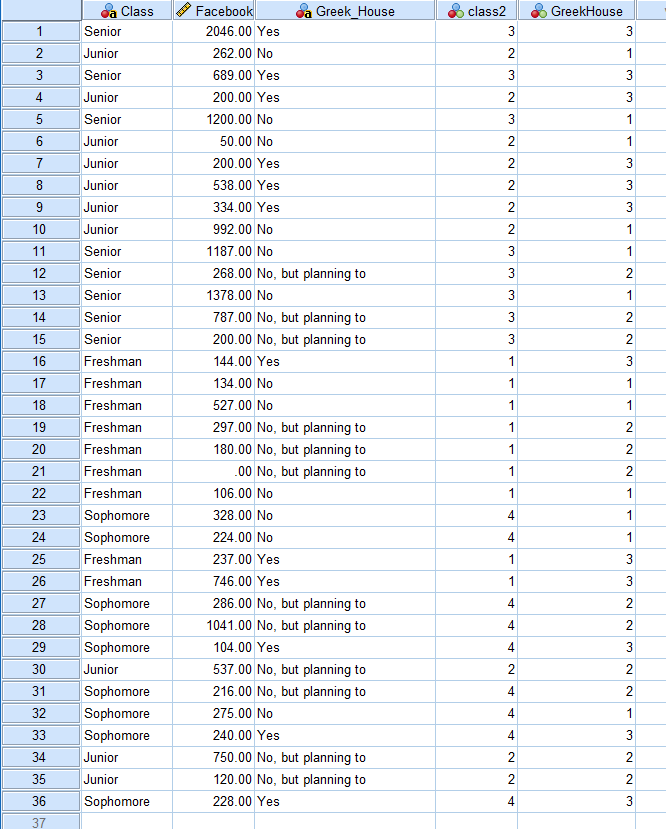 Class Facebook Greek_House class2 GreekHouse
1 Senior 2046.00 Yes 3 3
2 Junior 262.00 No 2 1
3 Senior 689.00 Yes 3 3
4 Junior 200.00 Yes 2 3
5 Senior 1200.00 No 3 1
6 Junior 50.00 No 2 1
7 Junior 200.00 Yes 2 3
8 Junior 538.00 Yes 2 3
9 Junior 334.00 Yes 2 3
10 Junior 992.00 No 2 1
11 Senior 1187.00 No 3 1
12 Senior 268.00 No, but planning to 3 2
13 Senior 1378.00 No 3 1
14 Senior 787.00 No, but planning to 3 2
15 Senior 200.00 No, but planning to 3 2
16 Freshman 144.00 Yes 1 3
17 Freshman 134.00 No 1 1
18 Freshman 527.00 No 1 1
19 Freshman 297.00 No, but planning to 1 2
20 Freshman 180.00 No, but planning to 1 2
21 Freshman .00 No, but planning to 1 2
22 Freshman 106.00 No 1 1
23 Sophomore 328.00 No 4 1
24 Sophomore 224.00 No 4 1
25 Freshman 237.00 Yes 1 3
26 Freshman 746.00 Yes 1 3
27 Sophomore 286.00 No, but planning to 4 2
28 Sophomore 1041.00 No, but planning to 4 2
29 Sophomore 104.00 Yes 4 3
30 Junior 537.00 No, but planning to 2 2
31 Sophomore 216.00 No, but planning to 4 2
32 Sophomore 275.00 No 4 1
33 Sophomore 240.00 Yes 4 3
34 Junior 750.00 No, but planning to 2 2
35 Junior 120.00 No, but planning to 2 2
36 Sophomore 228.00 Yes 4 3
37